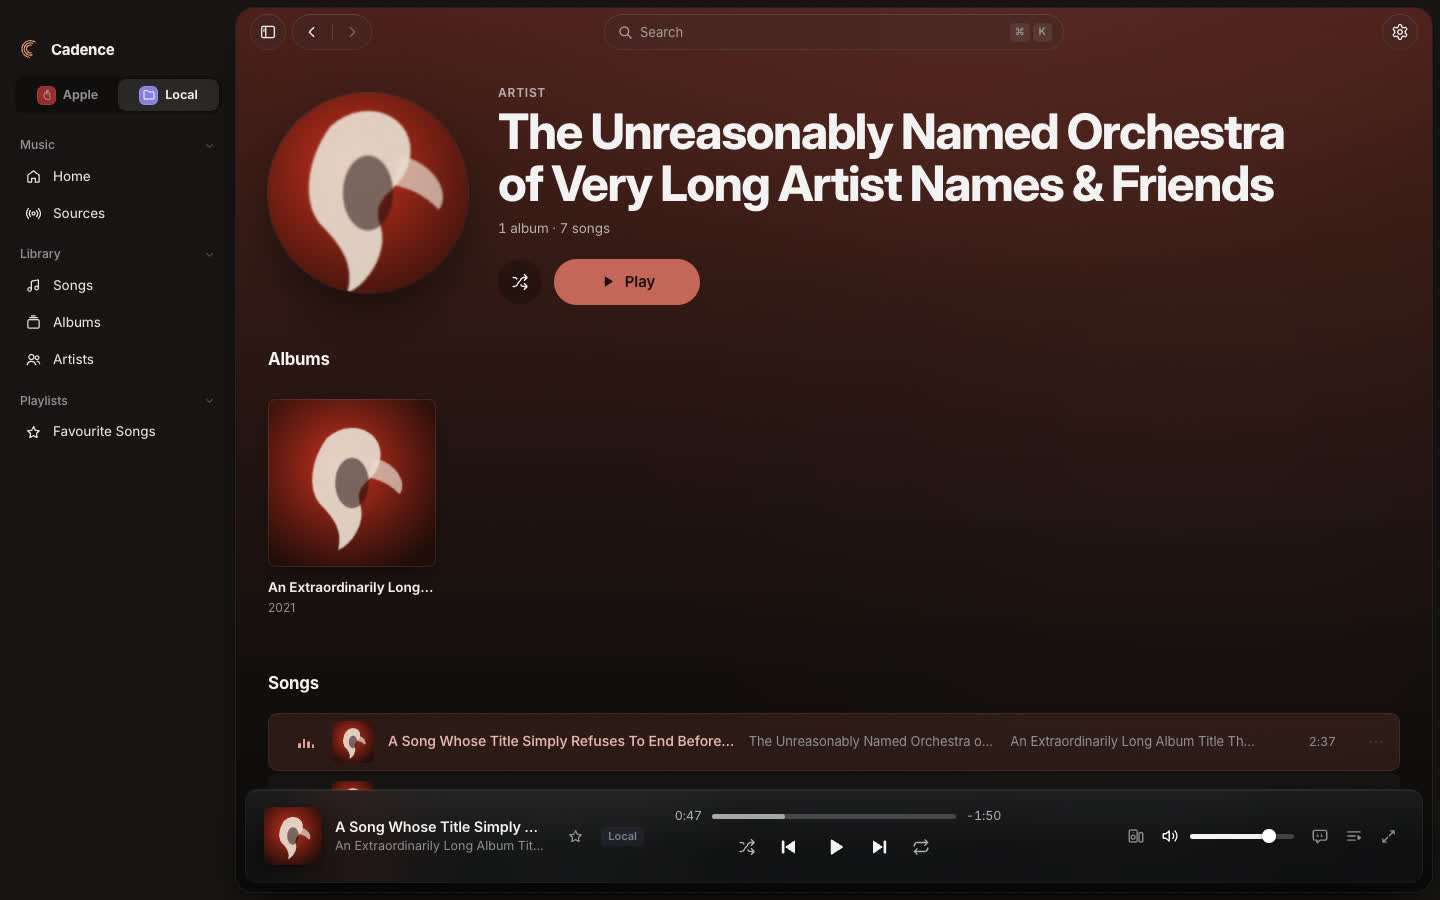 Cadence
Apple
Local
Music
Home
Sources
Library
Songs
Albums
Artists
Playlists
Favourite Songs
Search
⌘ K
ARTIST
The Unreasonably Named Orchestra
of Very Long Artist Names & Friends
1 album · 7 songs
Play
Albums
An Extraordinarily Long...
2021
Songs
A Song Whose Title Simply Refuses To End Before... The Unreasonably Named Orchestra o... An Extraordinarily Long Album Title Th... 2:37
A Song Whose Title Simply ...
An Extraordinarily Long Album Tit...
Local
0:47
-1:50